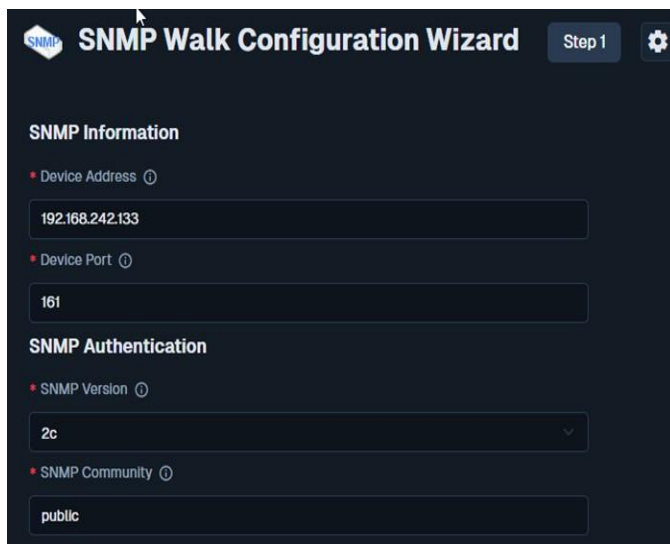 SNMP
SNMP Walk Configuration Wizard
Step 1
SNMP Information
* Device Address
192.168.242.133
* Device Port
161
SNMP Authentication
* SNMP Version
2c
* SNMP Community
public